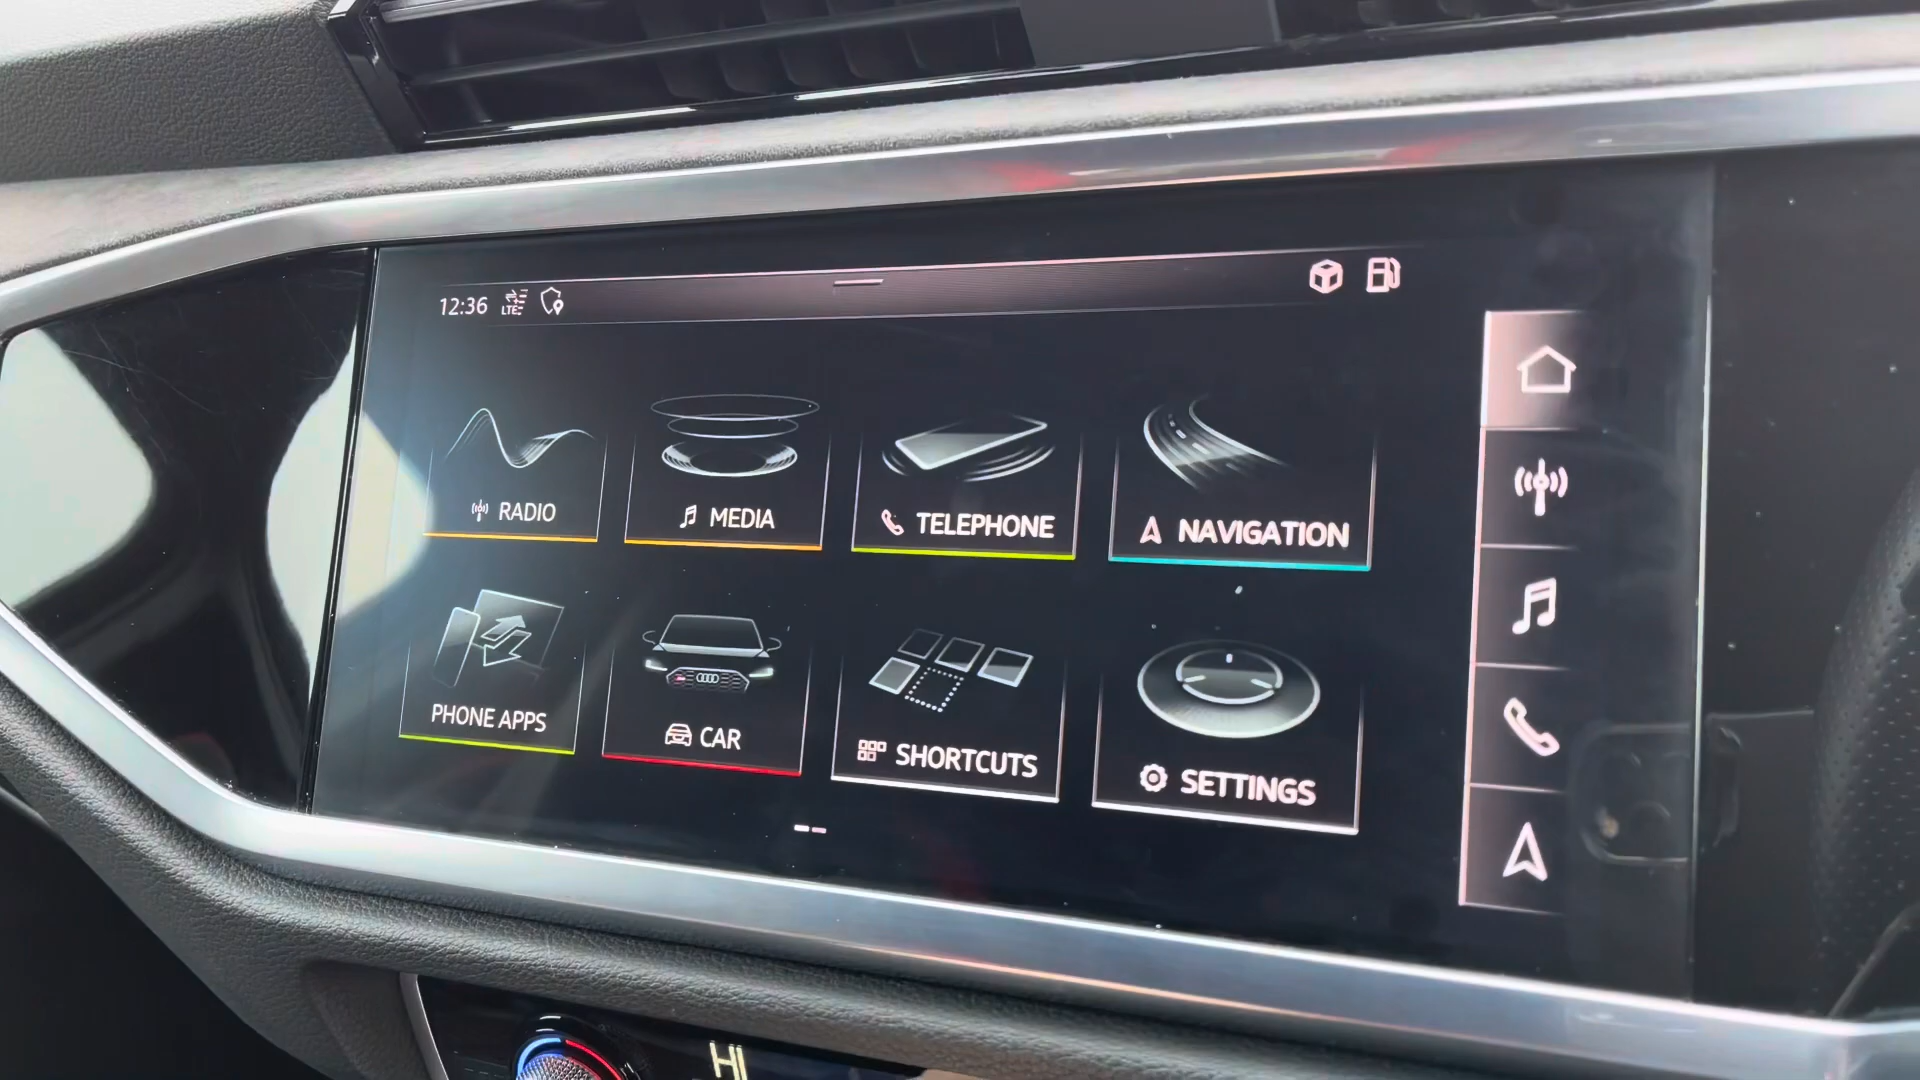 12:36 LTE
RADIO
MEDIA
TELEPHONE
NAVIGATION
PHONE APPS
CAR
SHORTCUTS
SETTINGS
HI